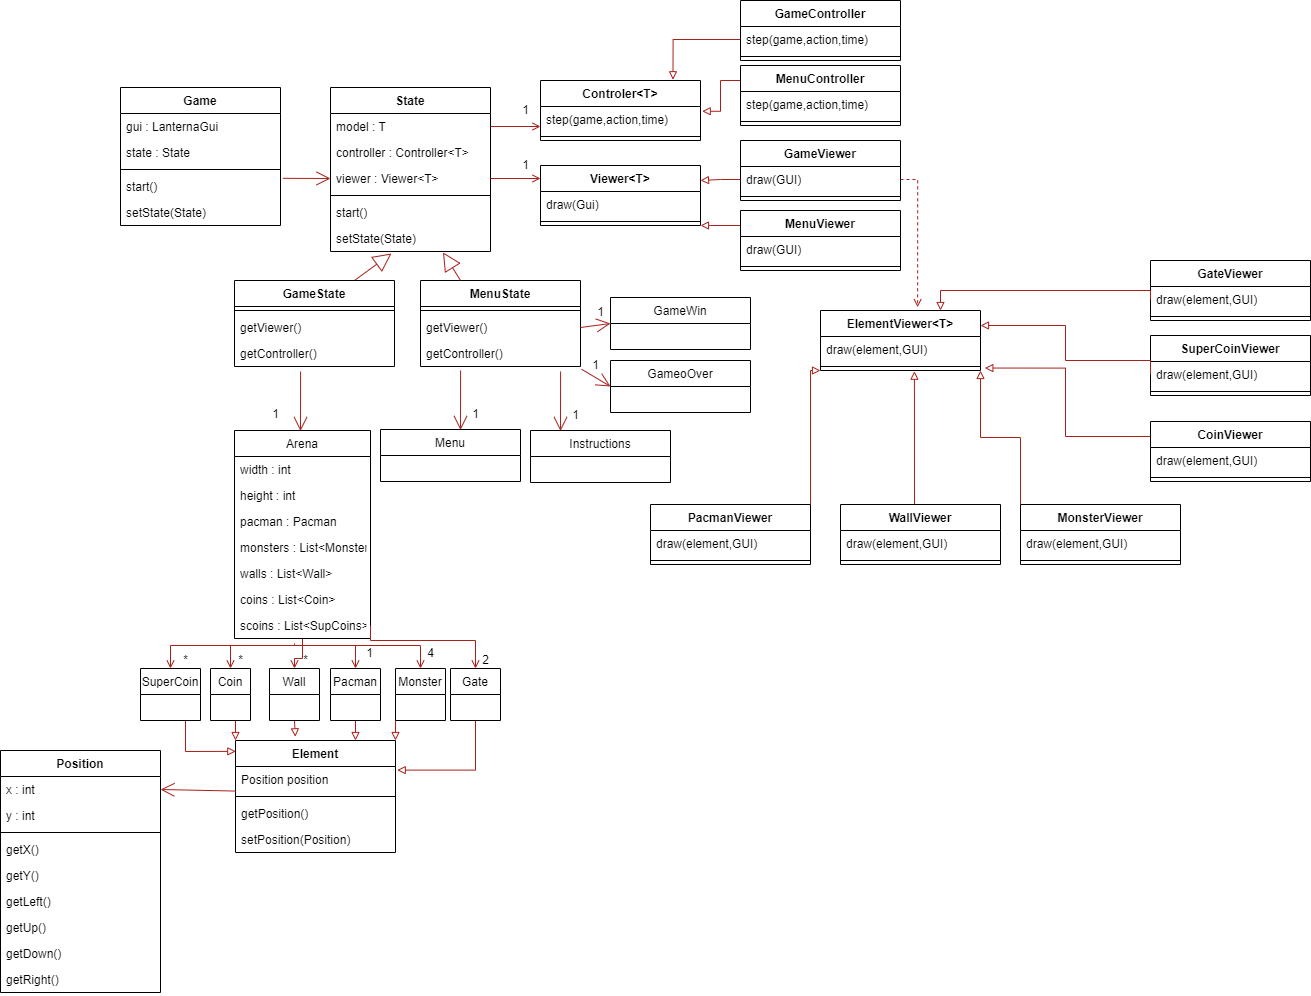 GameController
step(game,action,time)
MenuController
step(game,action,time)
Game
gui : LanternaGui
state : State
start()
setState(State)
State
model : T
controller : Controller<T>
viewer : Viewer<T>
start()
setState(State)
1
Controler<T>
step(game,action,time)
1
Viewer<T>
draw(Gui)
GameViewer
draw(GUI)
MenuViewer
draw(GUI)
GameState
getViewer()
getController()
MenuState
getViewer()
getController()
1
GameWin
1
GameoOver
ElementViewer<T>
draw(element,GUI)
GateViewer
draw(element,GUI)
SuperCoinViewer
draw(element,GUI)
CoinViewer
draw(element,GUI)
1
1
1
Arena
width : int
height : int
pacman : Pacman
monsters : List<Monster
walls : List<Wall>
coins : List<Coin>
scoins : List<SupCoins>
Menu
Instructions
PacmanViewer
draw(element,GUI)
WallViewer
draw(element,GUI)
MonsterViewer
draw(element,GUI)
*
*
*
1
4
2
SuperCoin
Coin
Wall
Pacman
Monster
Gate
Element
Position position
getPosition()
setPosition(Position)
Position
x : int
y : int
getX()
getY()
getLeft()
getUp()
getDown()
getRight()